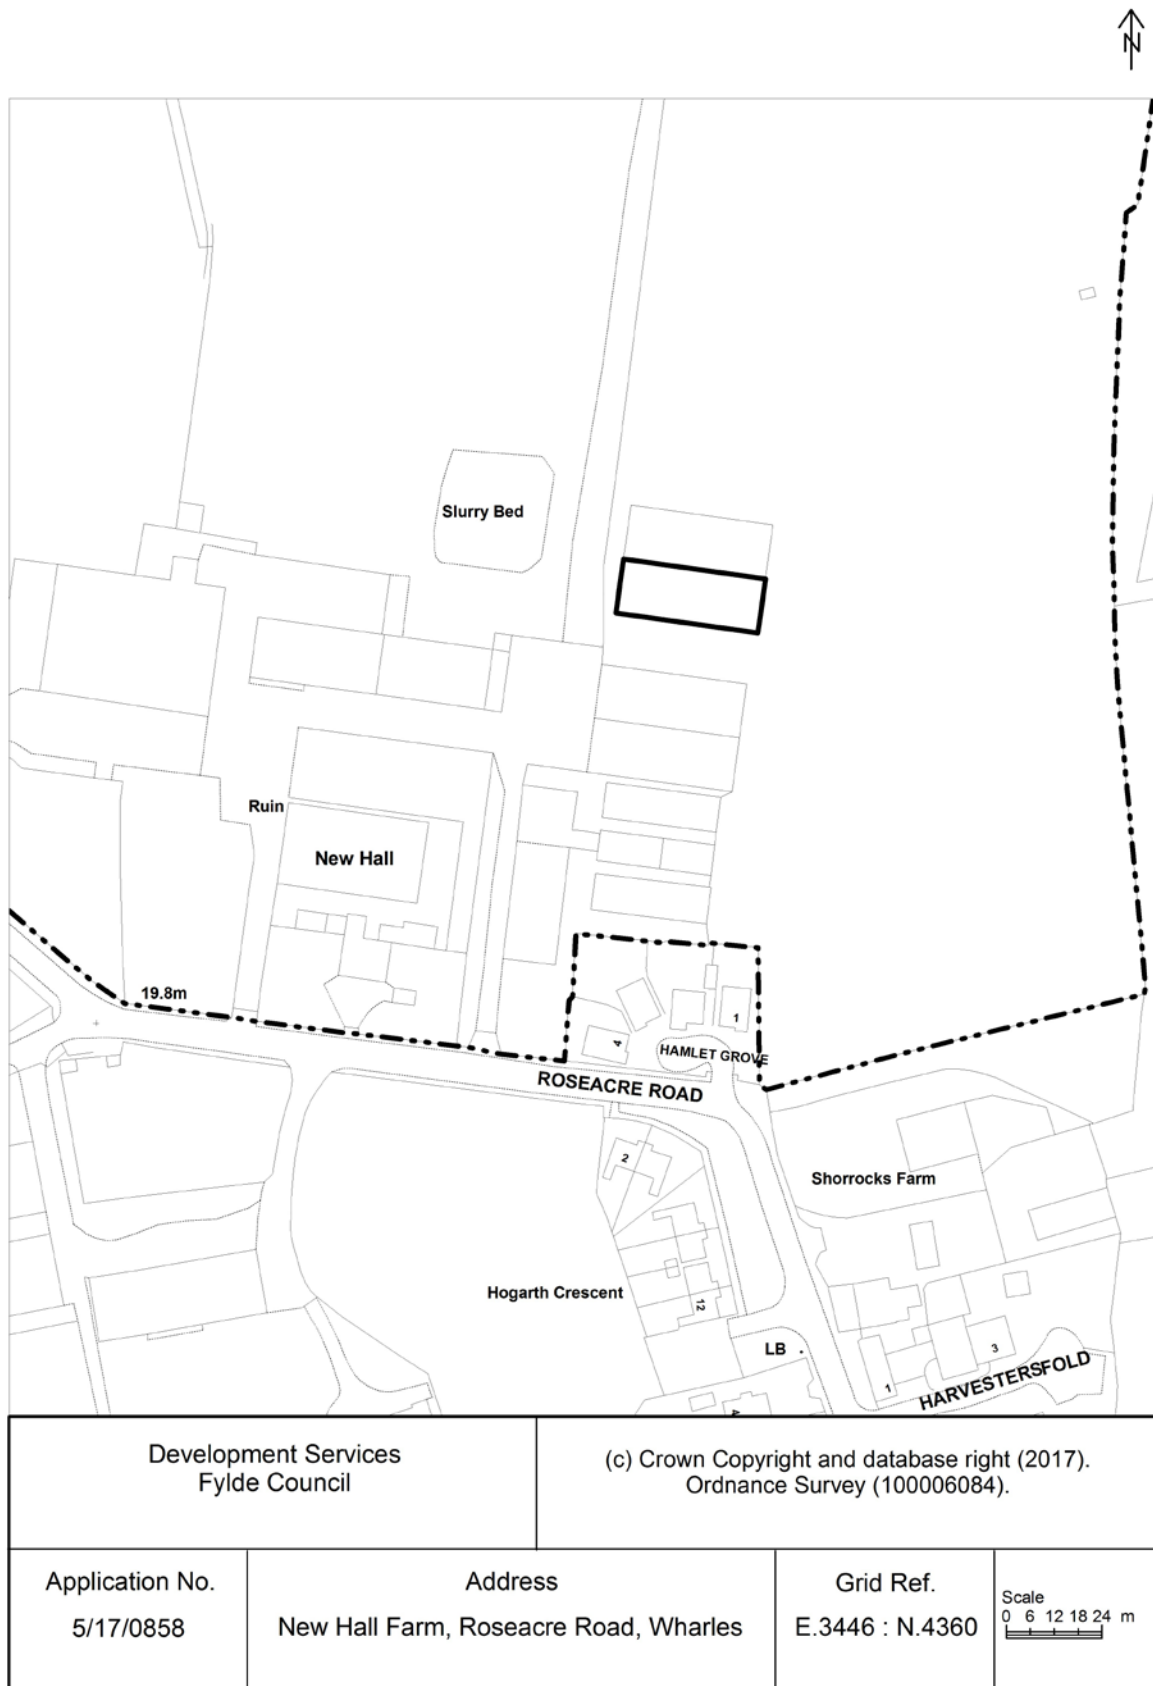 N
Slurry Bed
Ruin
New Hall
19.8m
1
4
HAMLET GROVE
ROSEACRE ROAD
2
Shorrocks Farm
Hogarth Crescent
12
LB
3
1
HARVESTERSFOLD
4
Development Services
Fylde Council
(c) Crown Copyright and database right (2017).
Ordnance Survey (100006084).
Application No.
5/17/0858
Address
New Hall Farm, Roseacre Road, Wharles
Grid Ref.
E.3446 : N.4360
Scale
0 6 12 18 24 m